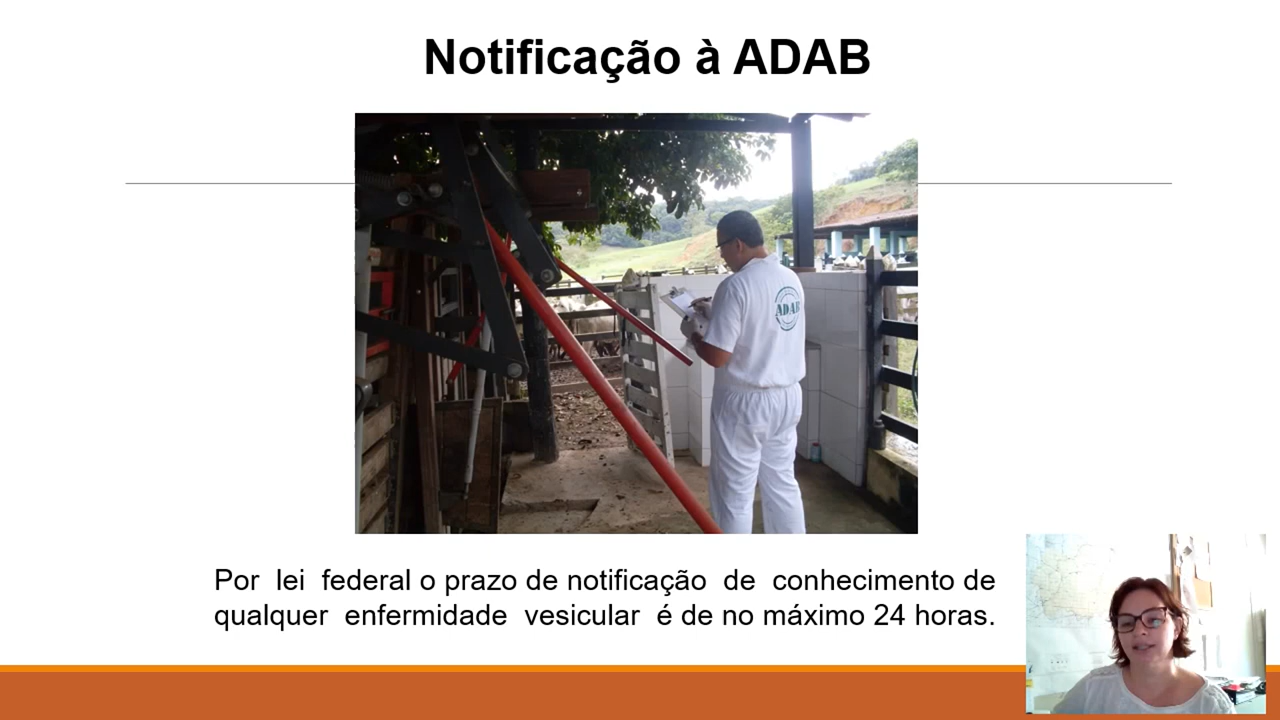 Notificação à ADAB
ADAB
Por lei federal o prazo de notificação de conhecimento de
qualquer enfermidade vesicular é de no máximo 24 horas.